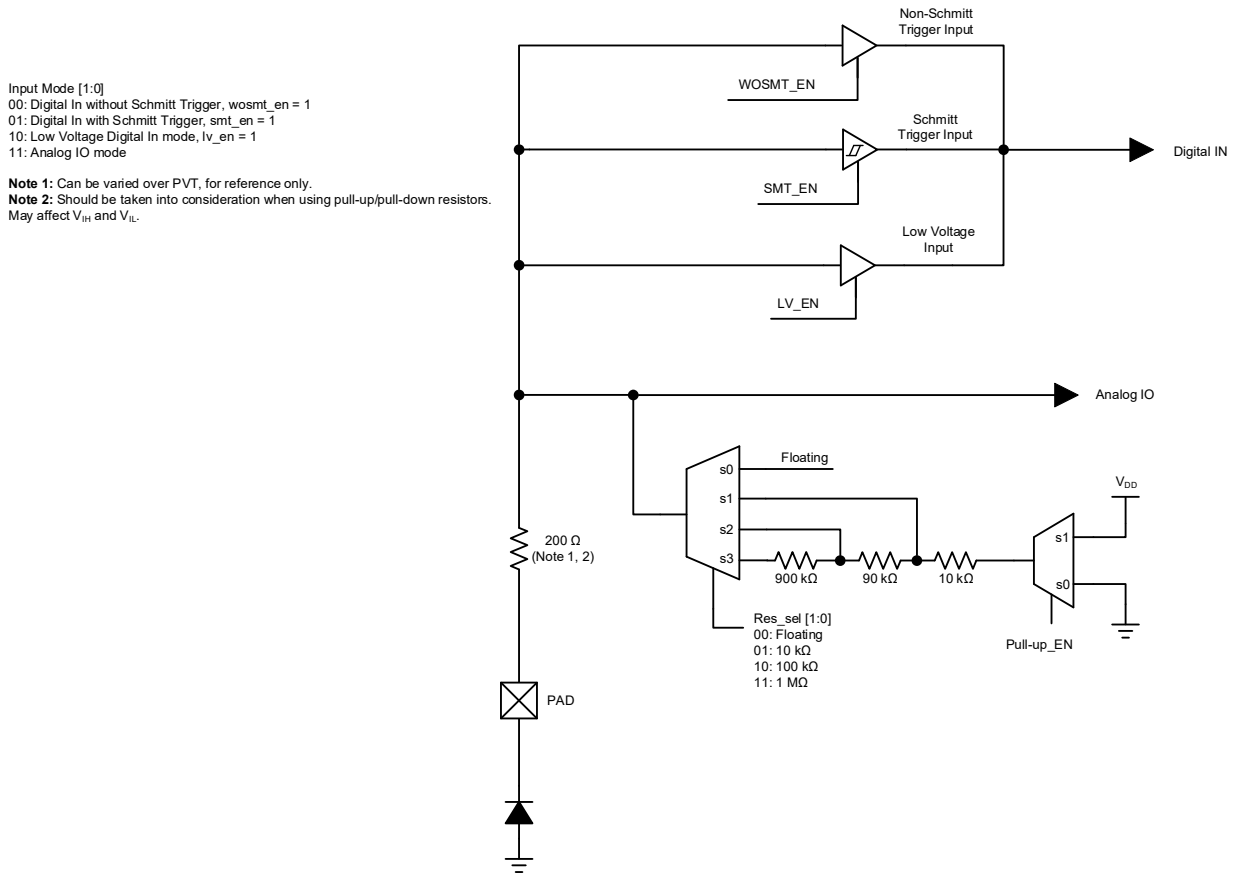 Non-Schmitt
Trigger Input
WOSMT_EN
Input Mode [1:0]
00: Digital In without Schmitt Trigger, wosmt_en = 1
01: Digital In with Schmitt Trigger, smt_en = 1
10: Low Voltage Digital In mode, lv_en = 1
11: Analog IO mode
Note 1: Can be varied over PVT, for reference only.
Note 2: Should be taken into consideration when using pull-up/pull-down resistors.
May affect VIH and VIL.
Schmitt
Trigger Input
SMT_EN
Digital IN
Low Voltage
Input
LV_EN
Analog IO
s0
Floating
s1
s2
s3
900 kΩ
90 kΩ
10 kΩ
VDD
s1
s0
Pull-up_EN
200 Ω
(Note 1, 2)
Res_sel [1:0]
00: Floating
01: 10 kΩ
10: 100 kΩ
11: 1 MΩ
PAD